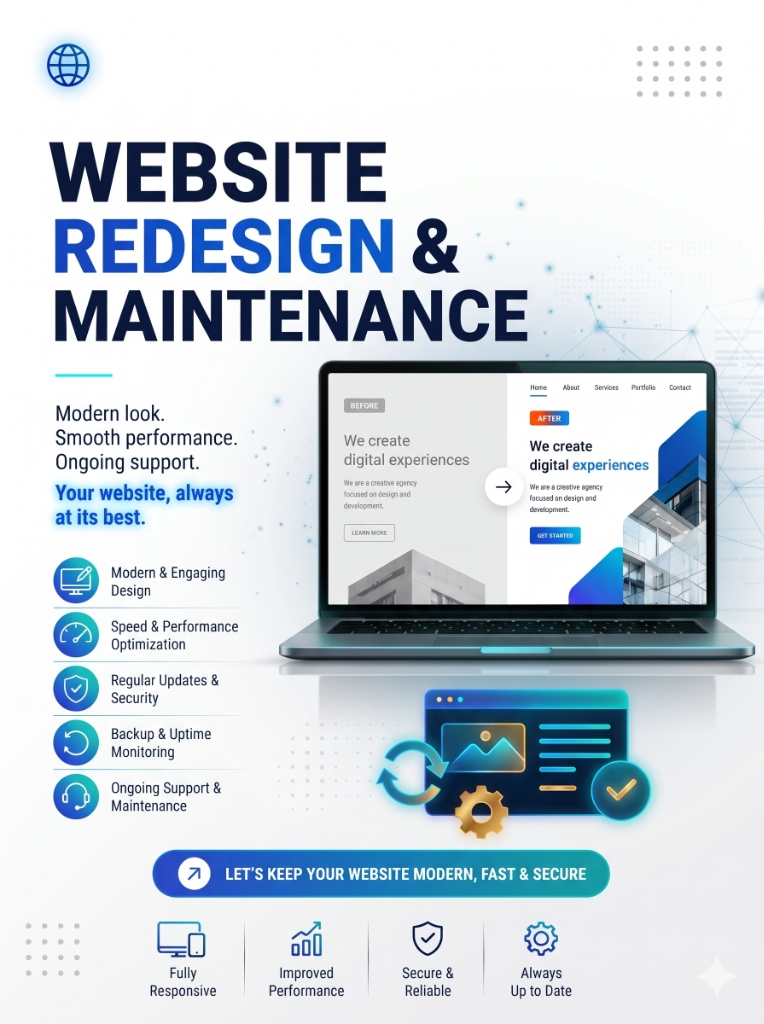 WEBSITE
REDESIGN &
MAINTENANCE
Modern look.
Smooth performance.
Ongoing support.
Your website, always
at its best.
Modern & Engaging
Design
Speed & Performance
Optimization
Regular Updates &
Security
Backup & Uptime
Monitoring
Ongoing Support &
Maintenance
BEFORE
We create
digital experiences
We are a creative agency
focused on design and
development.
LEARN MORE
Home About Services Portfolio Contact
AFTER
We create
digital experiences
We are a creative agency
focused on design and
development.
GET STARTED
LET'S KEEP YOUR WEBSITE MODERN, FAST & SECURE
Fully
Responsive
Improved
Performance
Secure &
Reliable
Always
Up to Date